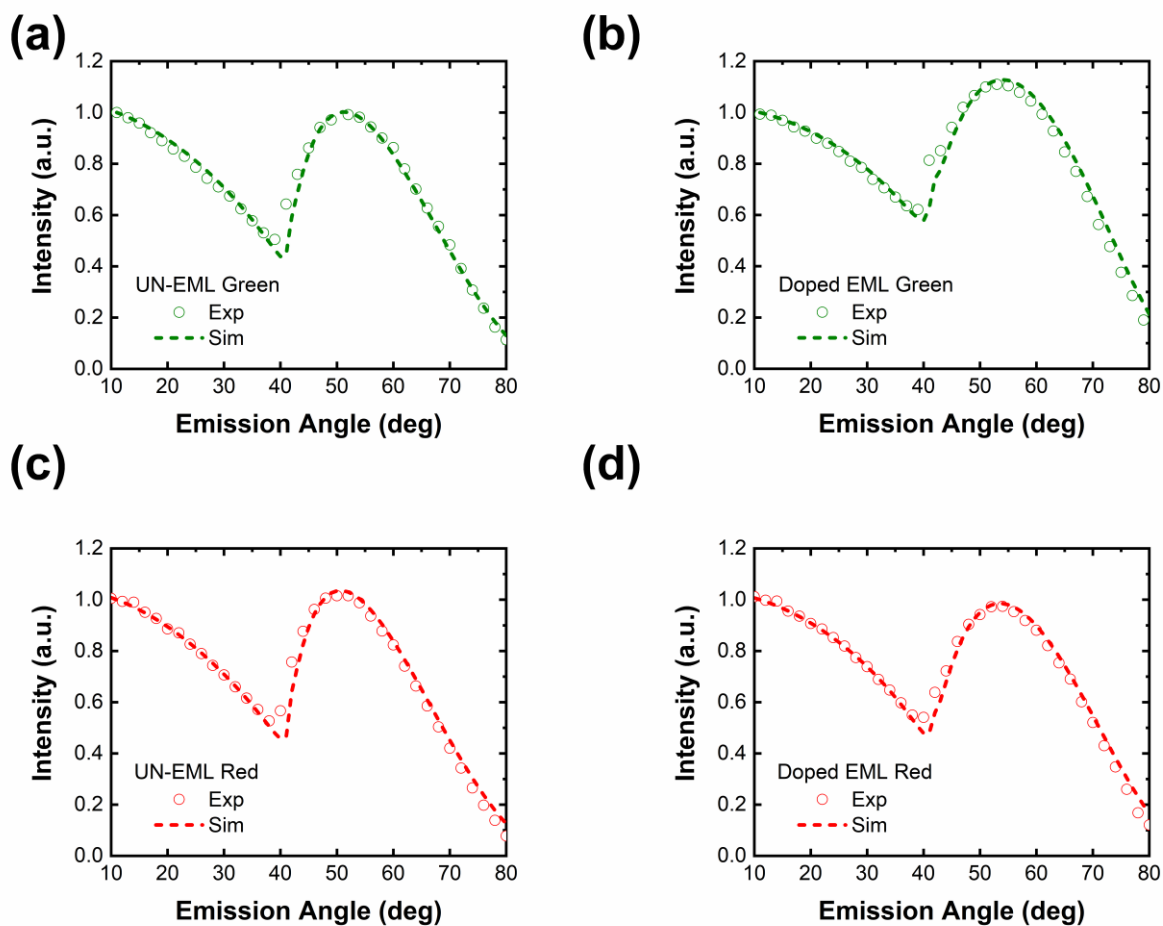 (a)
1.2
1.0
0.8
0.6
0.4
0.2
0.0
Intensity (a.u.)
UN-EML Green
Exp
Sim
10 20 30 40 50 60 70 80
Emission Angle (deg)
(b)
1.2
1.0
0.8
0.6
0.4
0.2
0.0
Intensity (a.u.)
Doped EML Green
Exp
Sim
10 20 30 40 50 60 70 80
Emission Angle (deg)
(c)
1.2
1.0
0.8
0.6
0.4
0.2
0.0
Intensity (a.u.)
UN-EML Red
Exp
Sim
10 20 30 40 50 60 70 80
Emission Angle (deg)
(d)
1.2
1.0
0.8
0.6
0.4
0.2
0.0
Intensity (a.u.)
Doped EML Red
Exp
Sim
10 20 30 40 50 60 70 80
Emission Angle (deg)